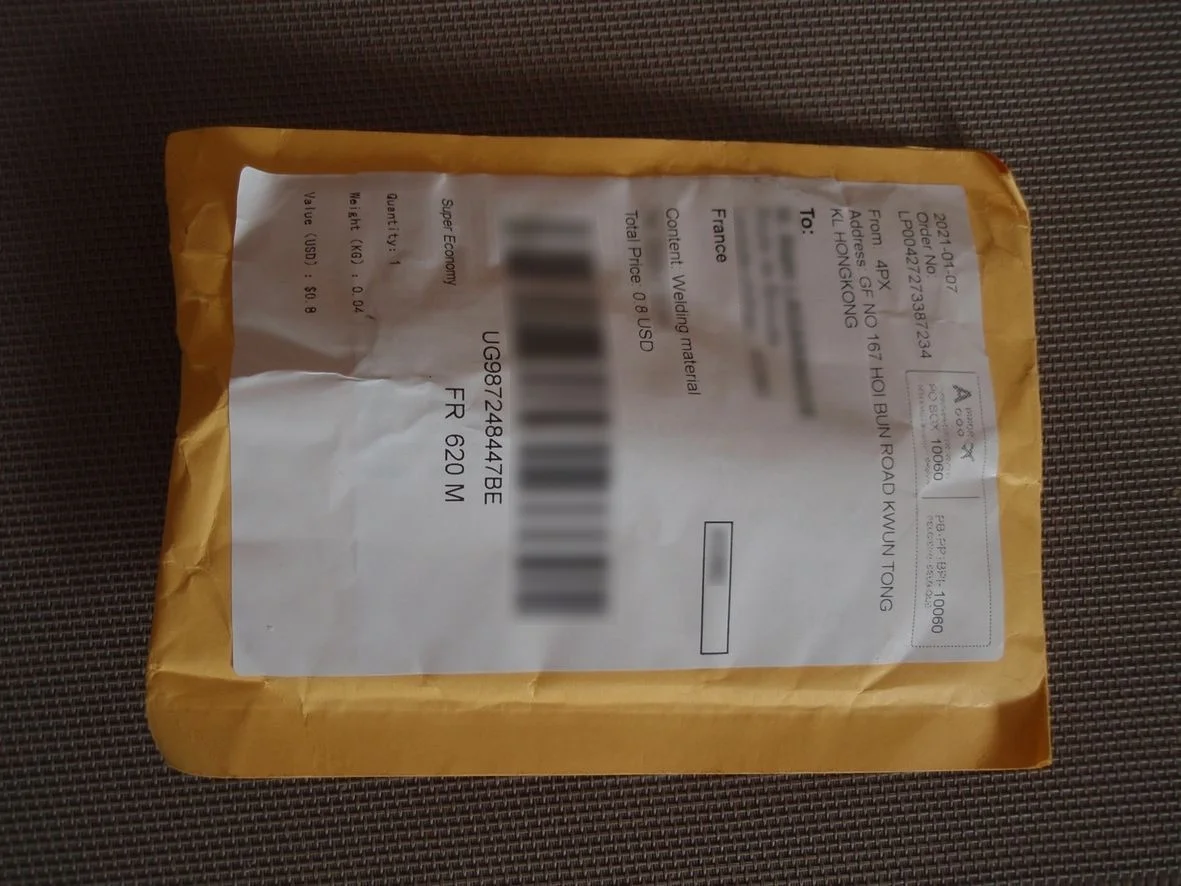 2021-01-07
Order No.
LP00427273387234
From 4PX
Address: GF NO 167 HOI BUN ROAD KWUN TONG
KL HONGKONG
A
PRIOR
PO BOX 10060
PB-PP | BPI- 10060
BELGIQUE
To:
France
Content: Welding material
Total Price: 0.8 USD
UG987248447BE
FR 620 M
Super Economy
Quantity: 1
Weight (KG) : 0.04
Value (USD) : $0.8